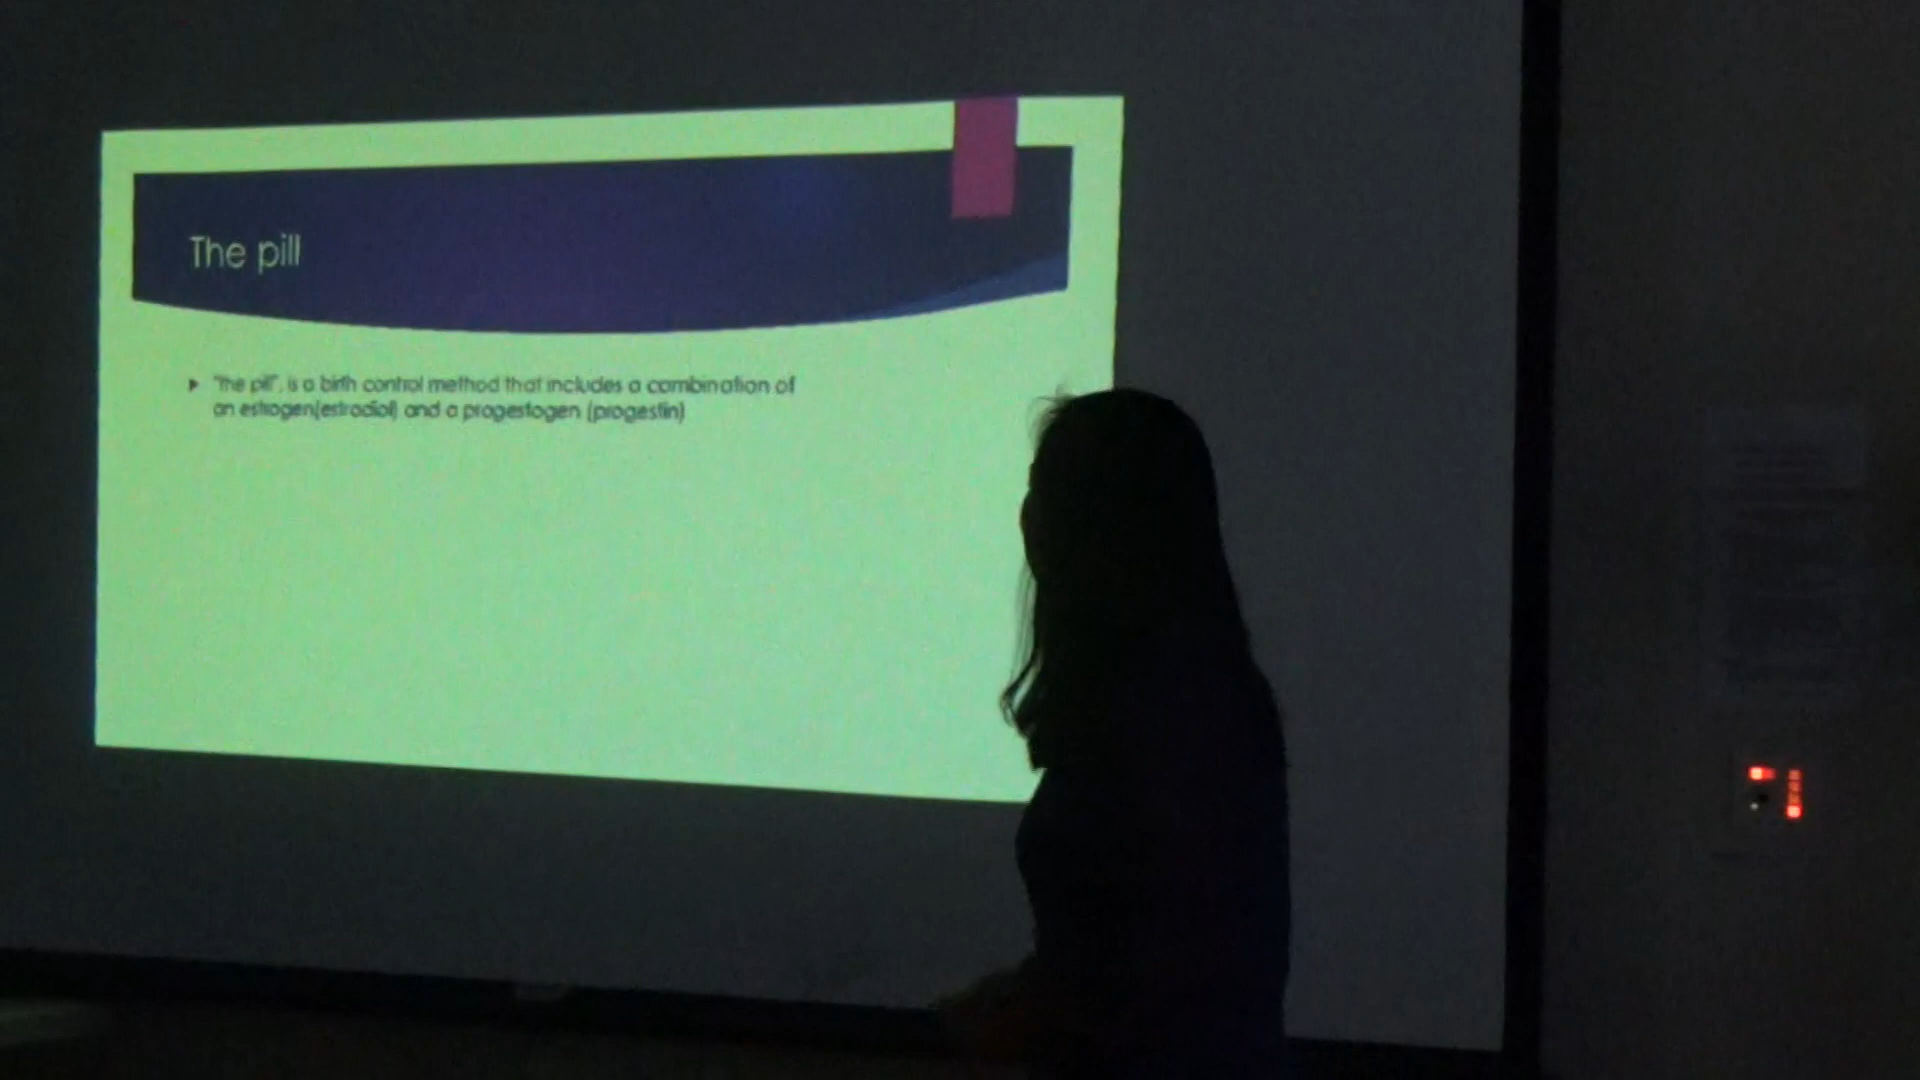 The pill
"The pill", is a birth control method that includes a combination of
an estrogen(estradiol) and a progestogen (progestin)